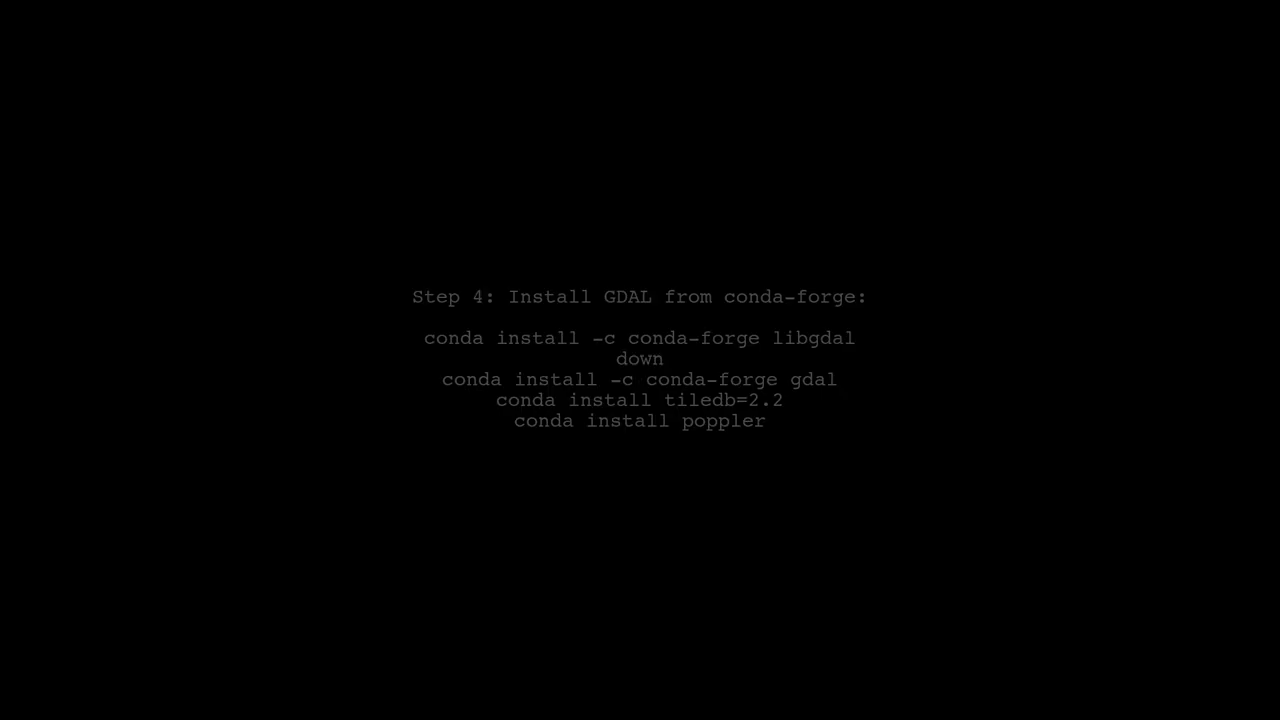 Step 4: Install GDAL from conda-forge:
conda install -c conda-forge libgdal
down
conda install -c conda-forge gdal
conda install tiledb=2.2
conda install poppler